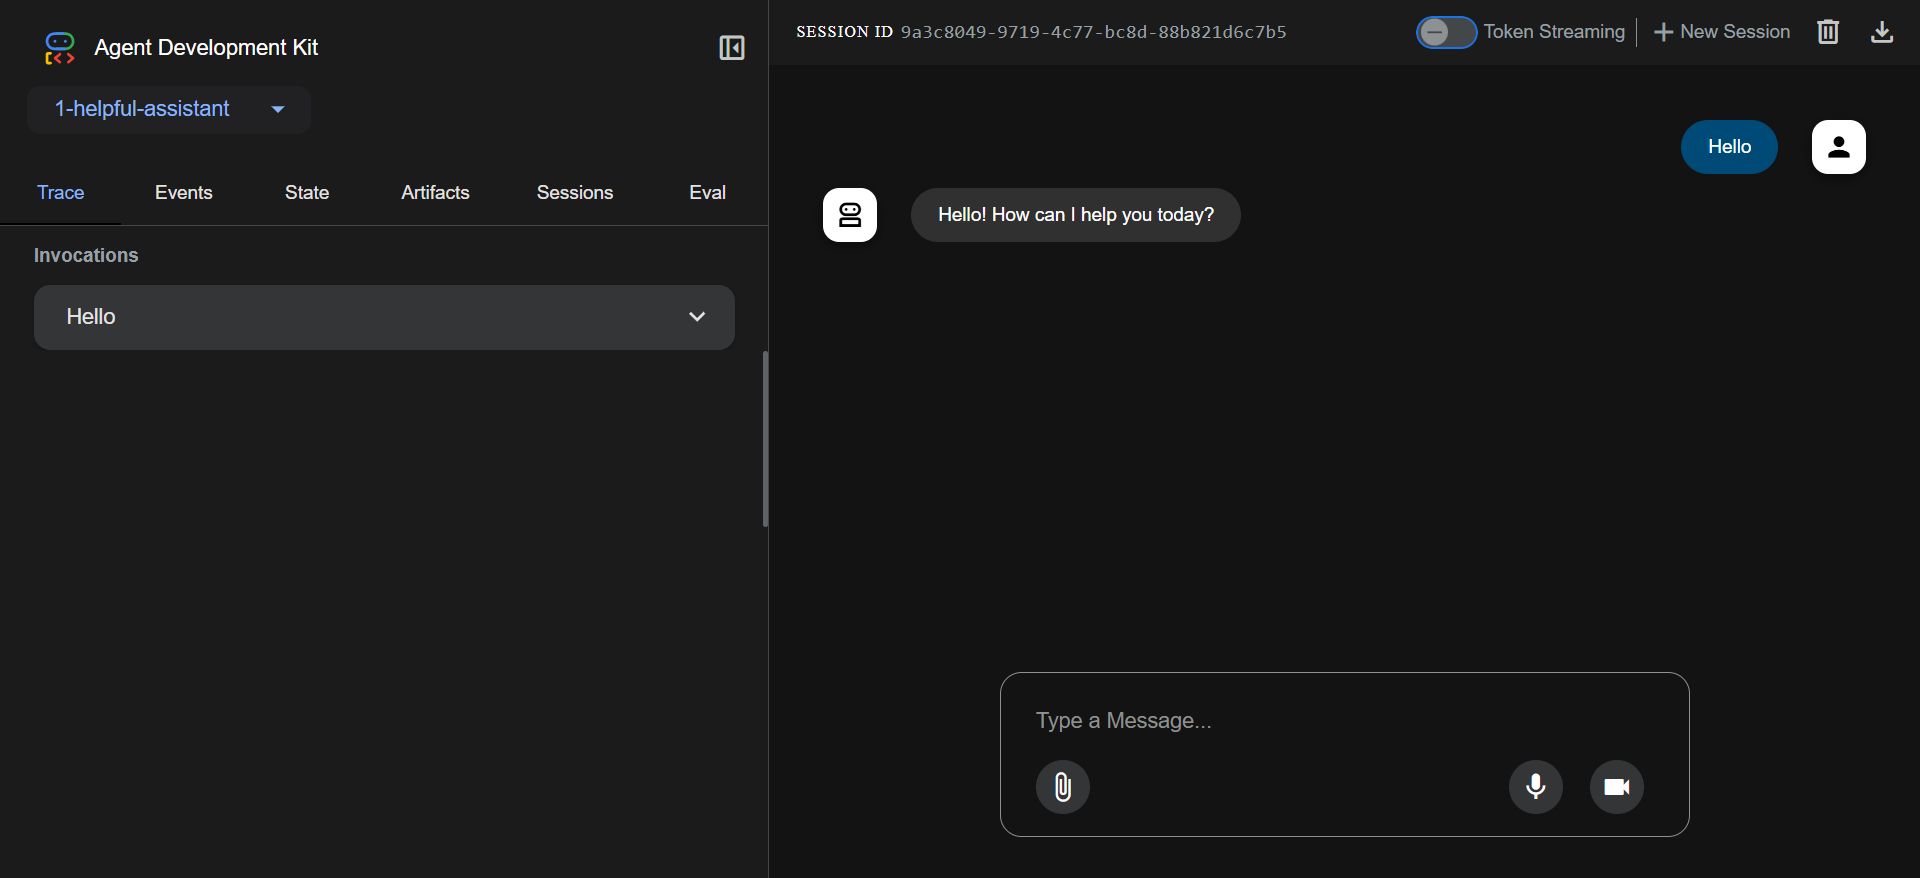 Agent Development Kit
1-helpful-assistant
Trace Events State Artifacts Sessions Eval
Invocations
Hello
SESSION ID 9a3c8049-9719-4c77-bc8d-88b821d6c7b5 Token Streaming New Session
Hello
Hello! How can I help you today?
Type a Message...